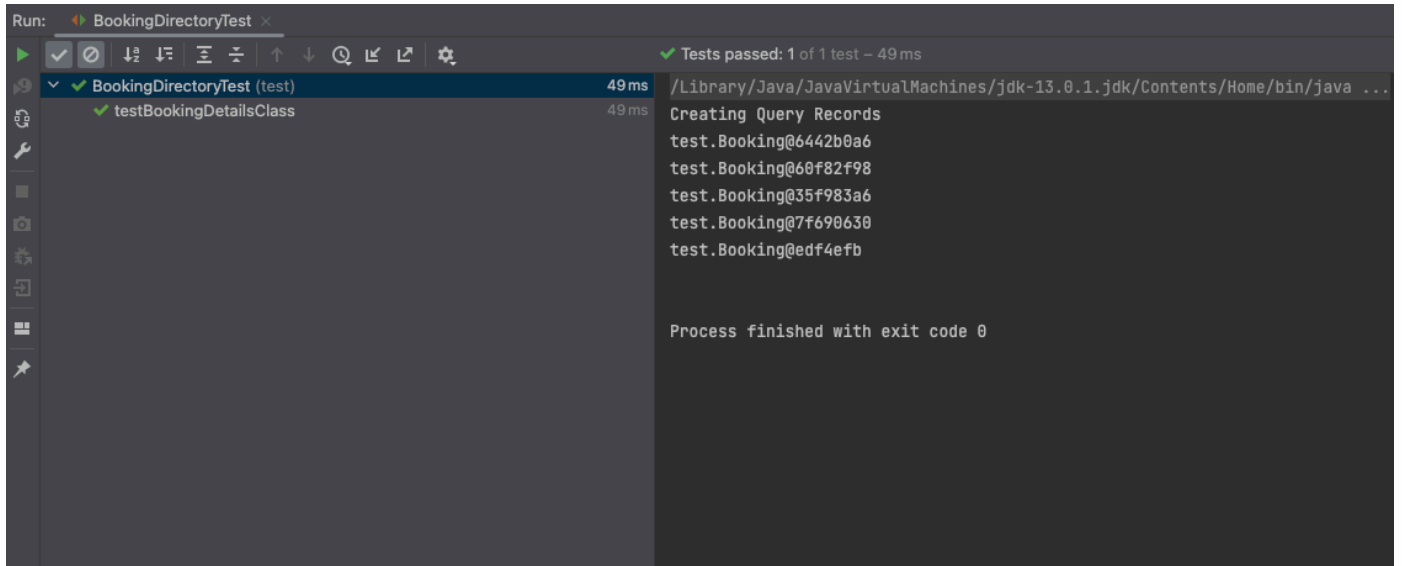 Run: BookingDirectoryTest ×
Tests passed: 1 of 1 test – 49 ms
BookingDirectoryTest (test) 49 ms
testBookingDetailsClass 49 ms
/Library/Java/JavaVirtualMachines/jdk-13.0.1.jdk/Contents/Home/bin/java ...
Creating Query Records
test.Booking@6442b0a6
test.Booking@60f82f98
test.Booking@35f983a6
test.Booking@7f690630
test.Booking@edf4efb
Process finished with exit code 0